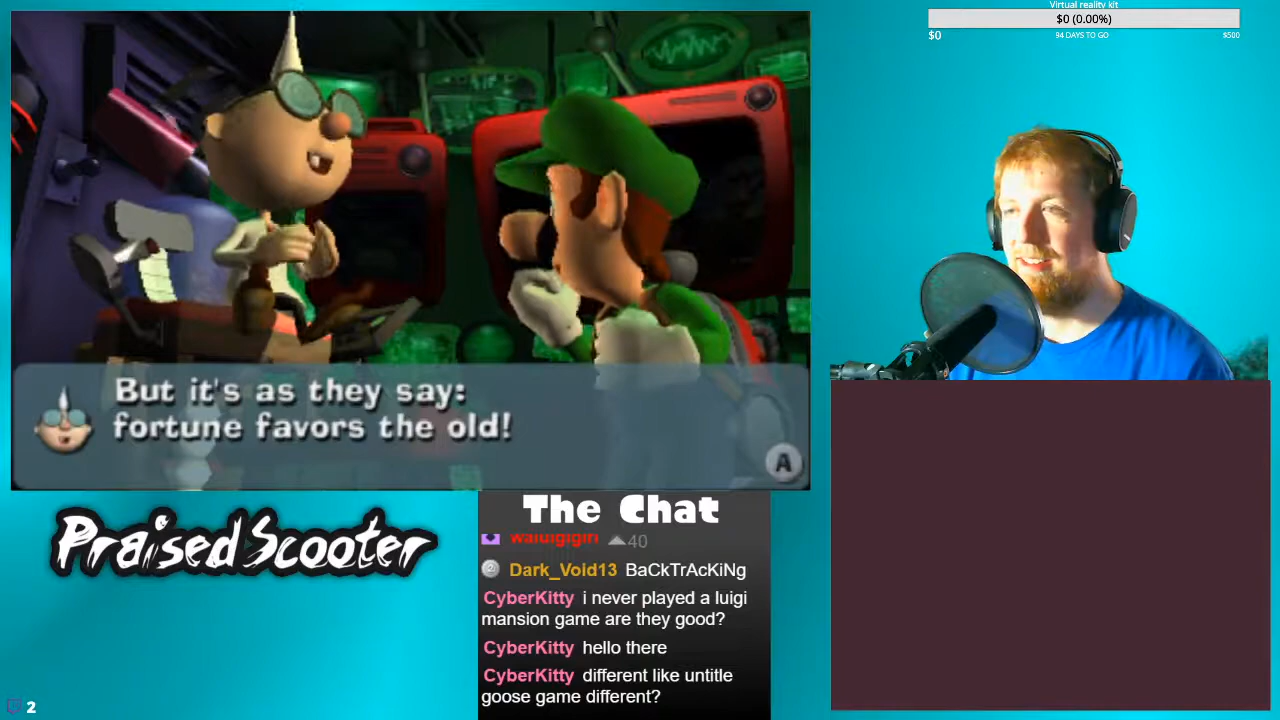 Virtual reality kit
$0 (0.00%)
$0
94 DAYS TO GO
$500
But it's as they say:
fortune favors the old!
A
PraisedScooter
The Chat
waluigigirl 40
Dark_Void13 BaCkTrAcKiNg
CyberKitty i never played a luigi
mansion game are they good?
CyberKitty hello there
CyberKitty different like untitle
goose game different?
2